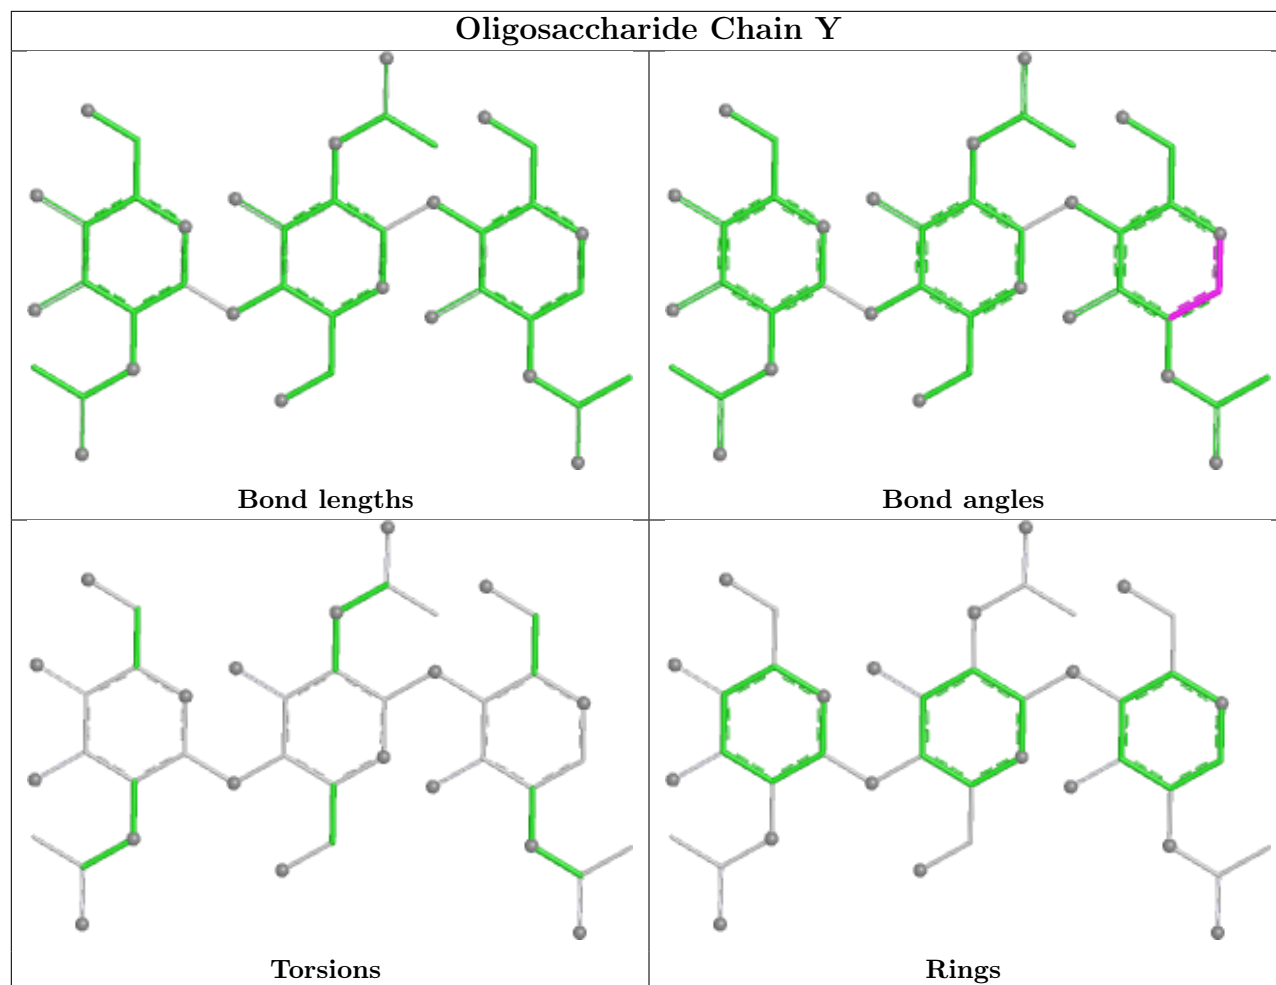 Oligosaccharide Chain Y
Bond lengths
Bond angles
Torsions
Rings